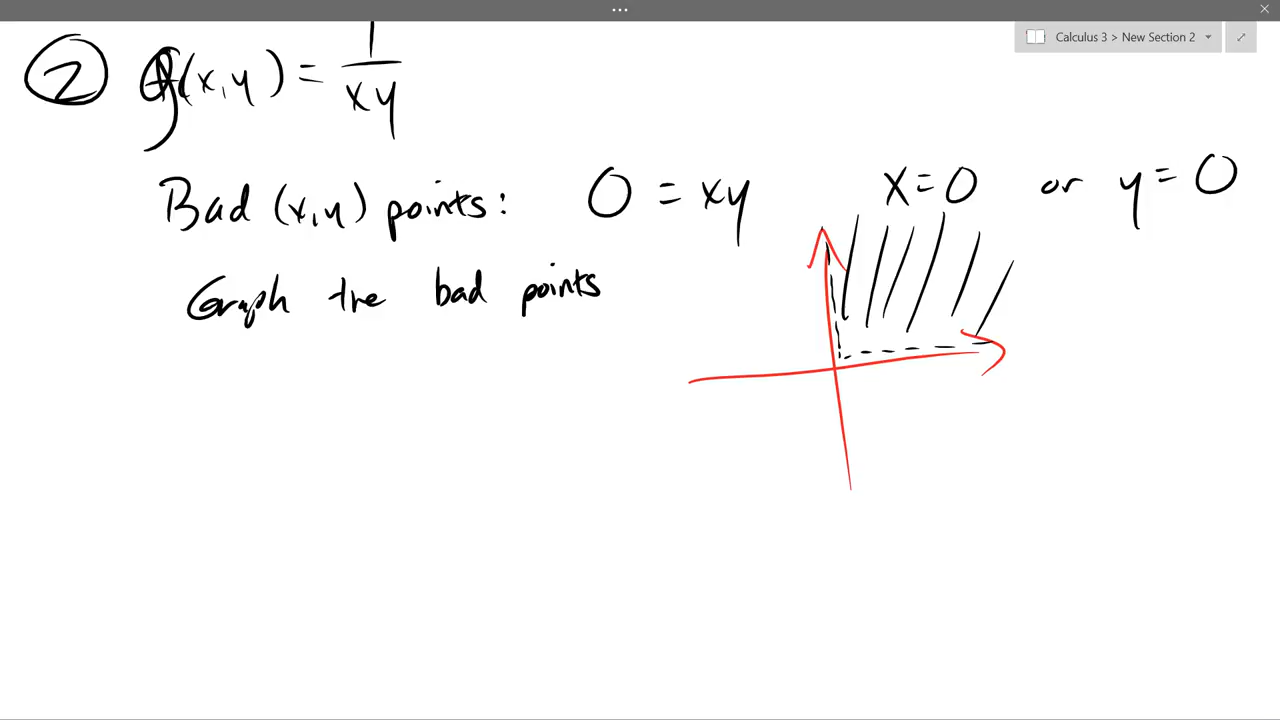 Calculus 3 > New Section 2
② g(x,y) = 1/xy
Bad (x,y) points: 0 = xy x=0 or y=0
Graph the bad points